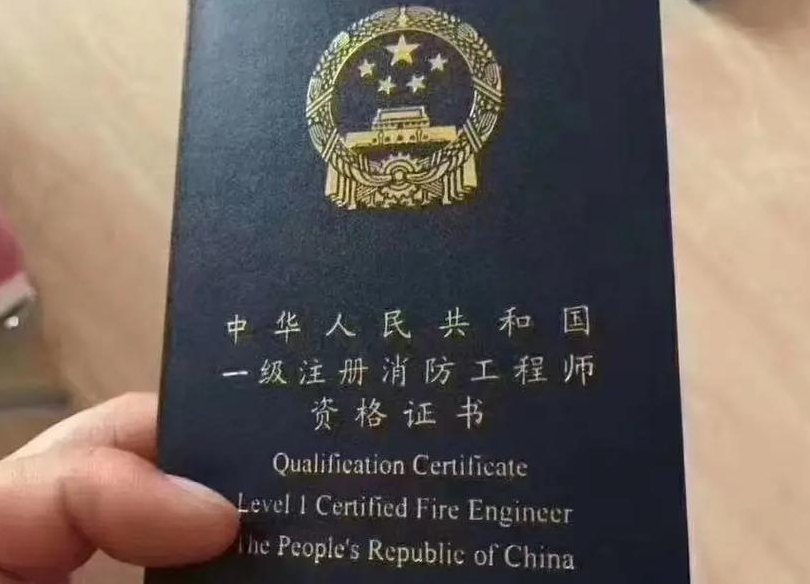 中华人民共和国
一级注册消防工程师
资格证书
Qualification Certificate
Level 1 Certified Fire Engineer
The People's Republic of China